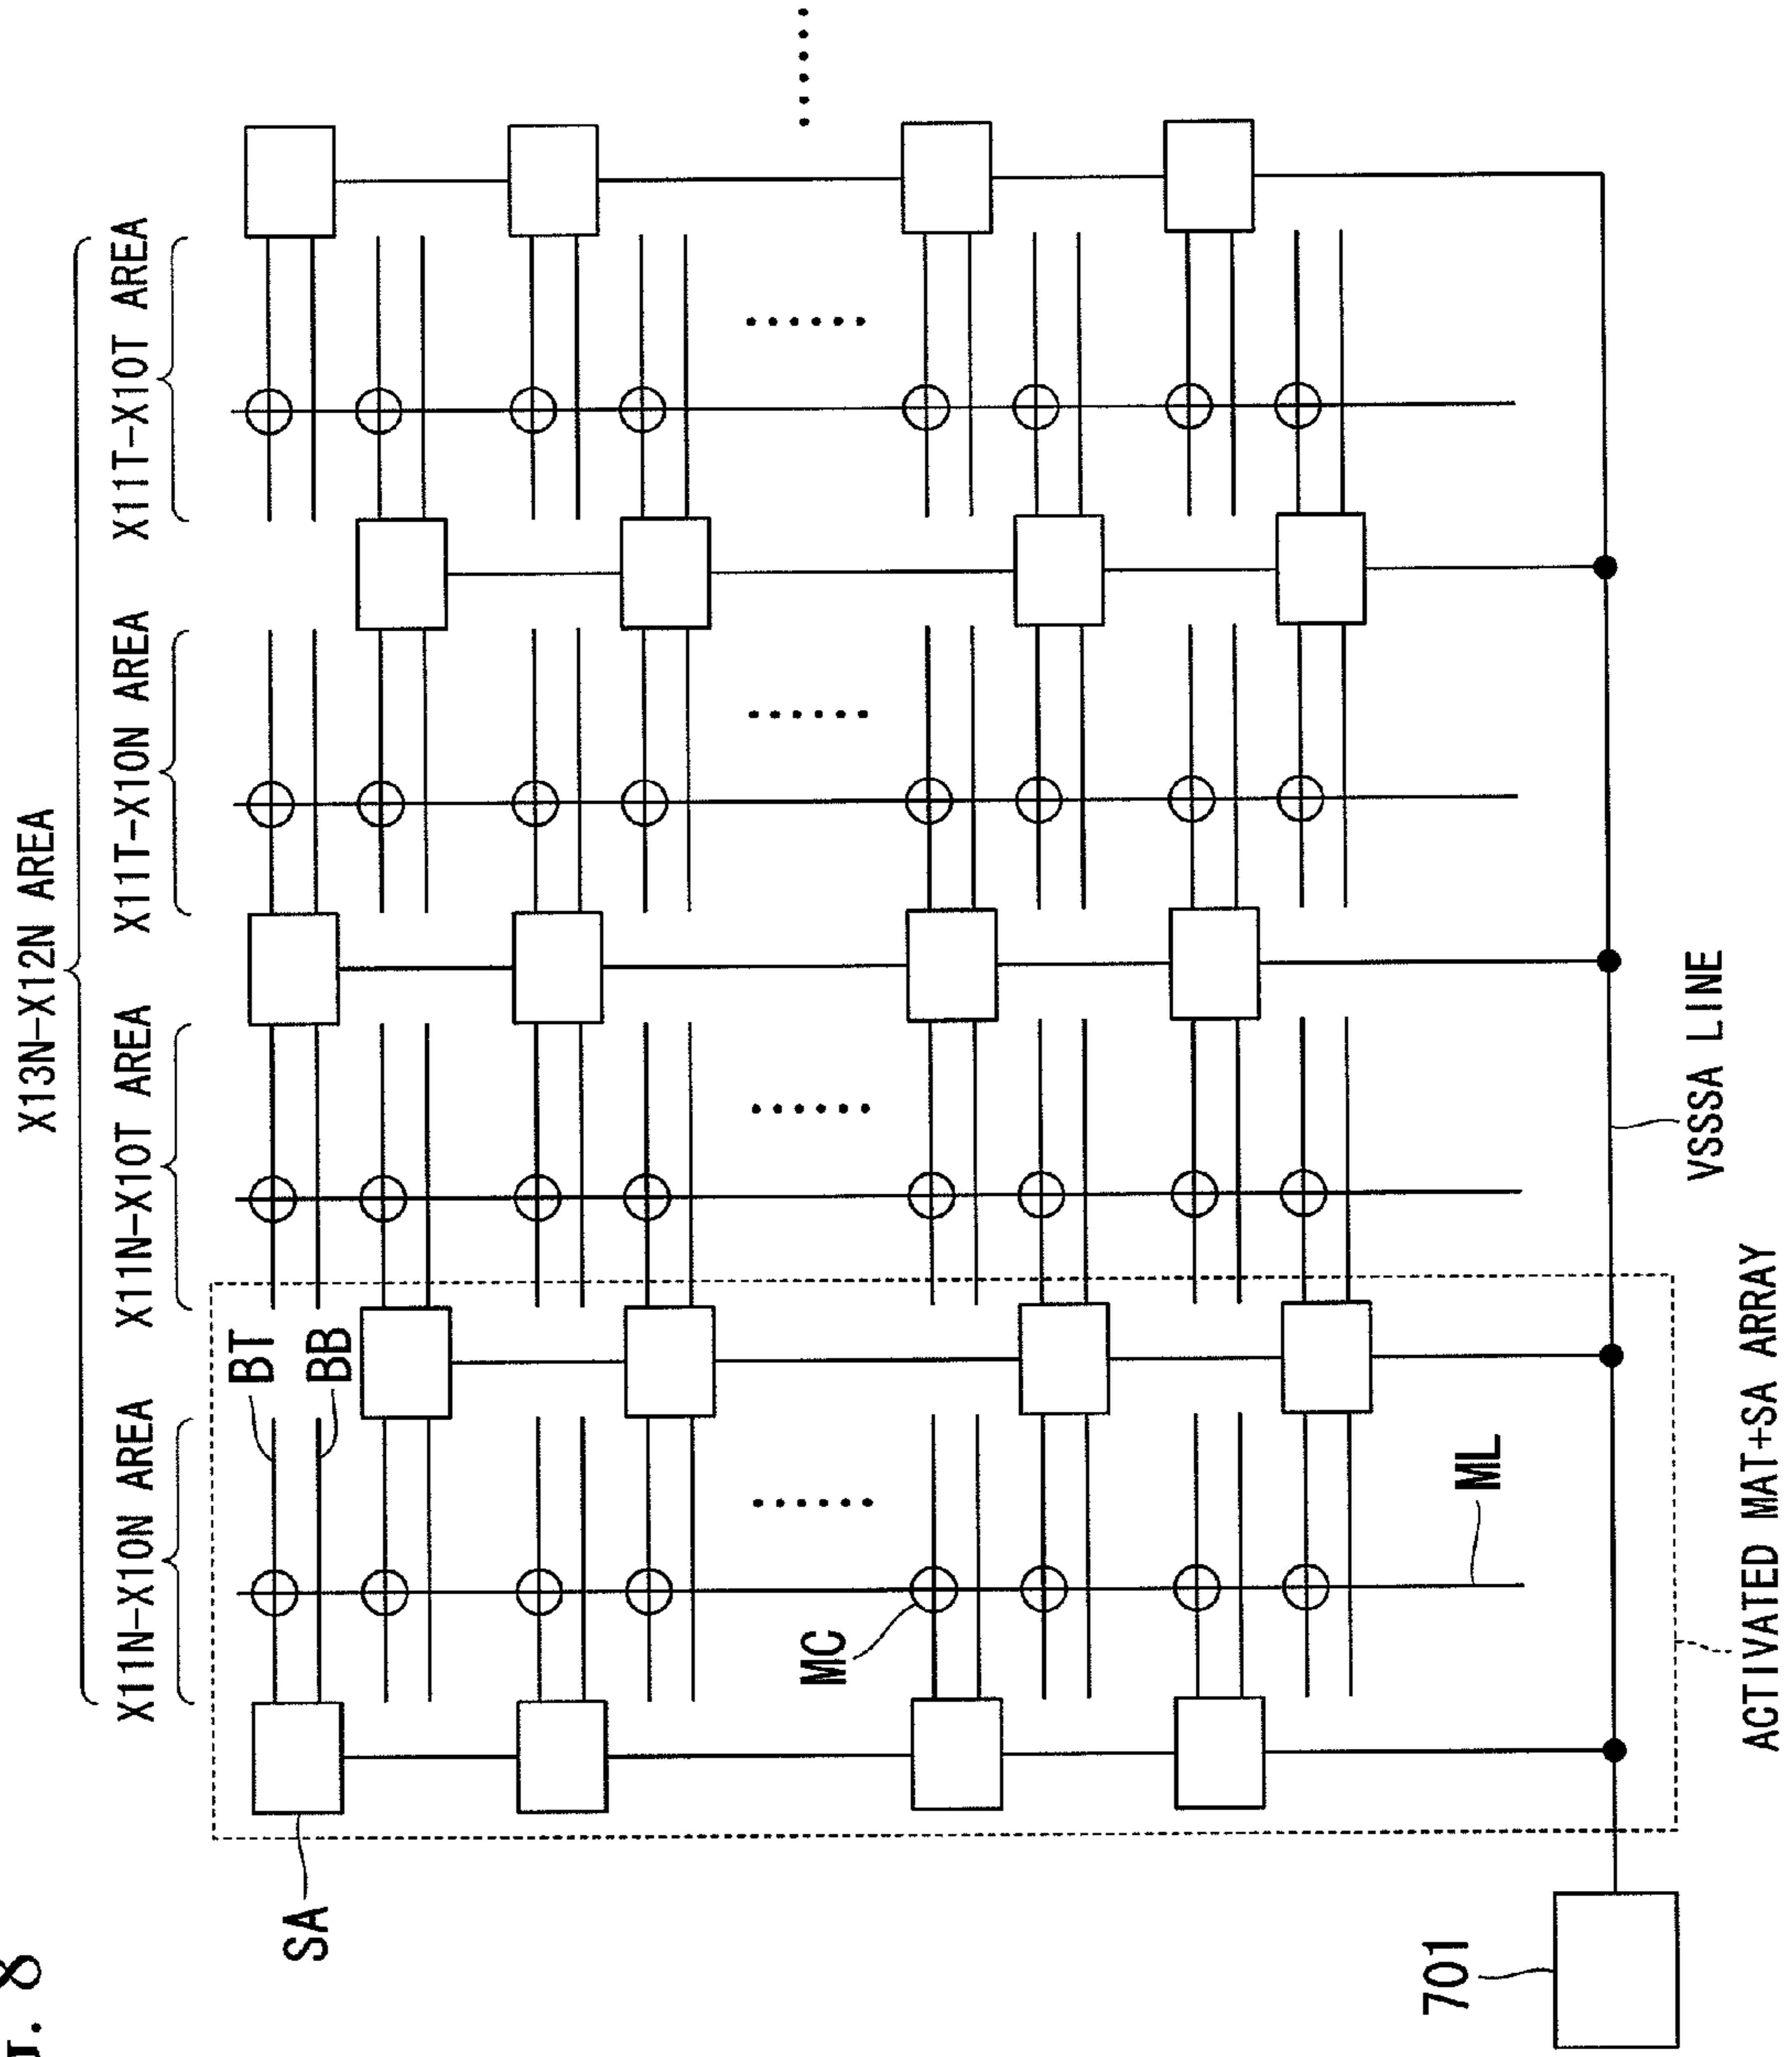 8
X13N-X12N AREA
X11N-X10N AREA
X11N-X10T AREA
X11T-X10N AREA
X11T-X10T AREA
BT
BB
SA
MC
ML
701
VSSSA LINE
ACTIVATED MAT+SA ARRAY